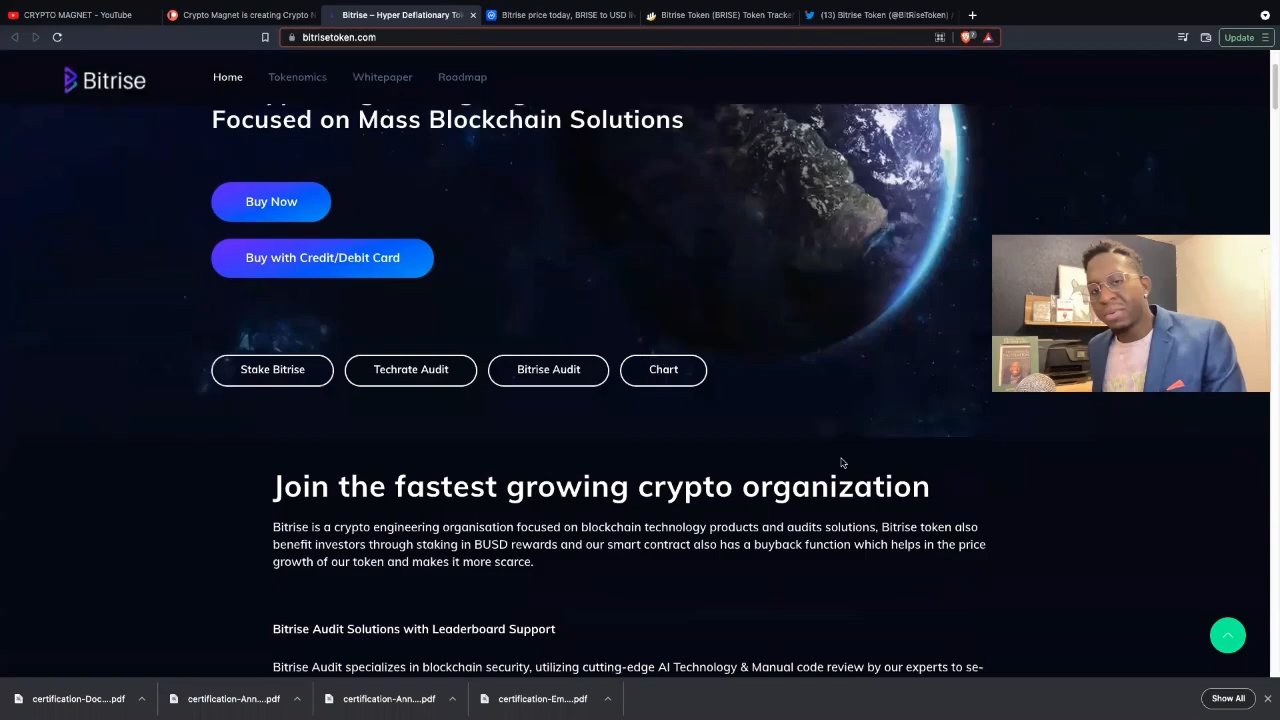 CRYPTO MAGNET - YouTube
Crypto Magnet is creating Crypto N
Bitrise – Hyper Deflationary To
Bitrise price today, BRISE to USD li
Bitrise Token (BRISE) Token Tracker
(13) Bitrise Token (@BitRiseToken) /
bitrisetoken.com
7
Update
Bitrise
Home
Tokenomics
Whitepaper
Roadmap
Focused on Mass Blockchain Solutions
Buy Now
Buy with Credit/Debit Card
Stake Bitrise
Techrate Audit
Bitrise Audit
Chart
Join the fastest growing crypto organization
Bitrise is a crypto engineering organisation focused on blockchain technology products and audits solutions, Bitrise token also
benefit investors through staking in BUSD rewards and our smart contract also has a buyback function which helps in the price
growth of our token and makes it more scarce.
Bitrise Audit Solutions with Leaderboard Support
Bitrise Audit specializes in blockchain security, utilizing cutting-edge AI Technology & Manual code review by our experts to se-
certification-Doc....pdf
certification-Ann....pdf
certification-Ann....pdf
certification-Em....pdf
Show All